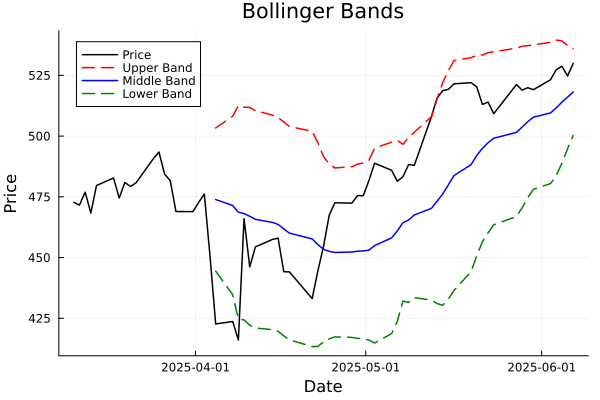 Bollinger Bands
Price
Upper Band
Middle Band
Lower Band
525
500
475
450
425
Price
2025-04-01
2025-05-01
2025-06-01
Date